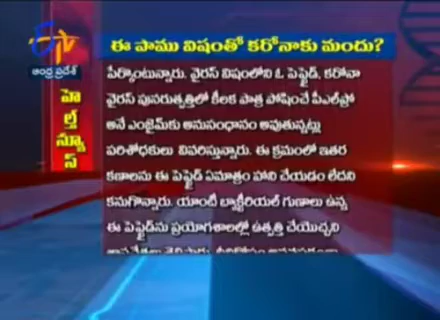 ETV
ఆంధ్రప్రదేశ్
హెల్త్ న్యూస్
ఈ పాము విషంతో కరోనాకు మందు?
పేర్కొంటున్నారు. వైరస్ విషంలోని ఓ పెప్టైడ్, కరోనా
వైరస్ పునరుత్పత్తిలో కీలక పాత్ర పోషించే పీఎల్‌ప్రో
అనే ఎంజైమ్‌కు అనుసంధానం అవుతున్నట్లు
పరిశోధకులు వివరిస్తున్నారు. ఈ క్రమంలో ఇతర
కణాలను ఈ పెప్టైడ్ ఏమాత్రం హాని చేయడం లేదని
కనుగొన్నారు. యాంటీ బ్యాక్టీరియల్ గుణాలు ఉన్న
ఈ పెప్టైడ్‌ను ప్రయోగశాలల్లో ఉత్పత్తి చేయొచ్చని